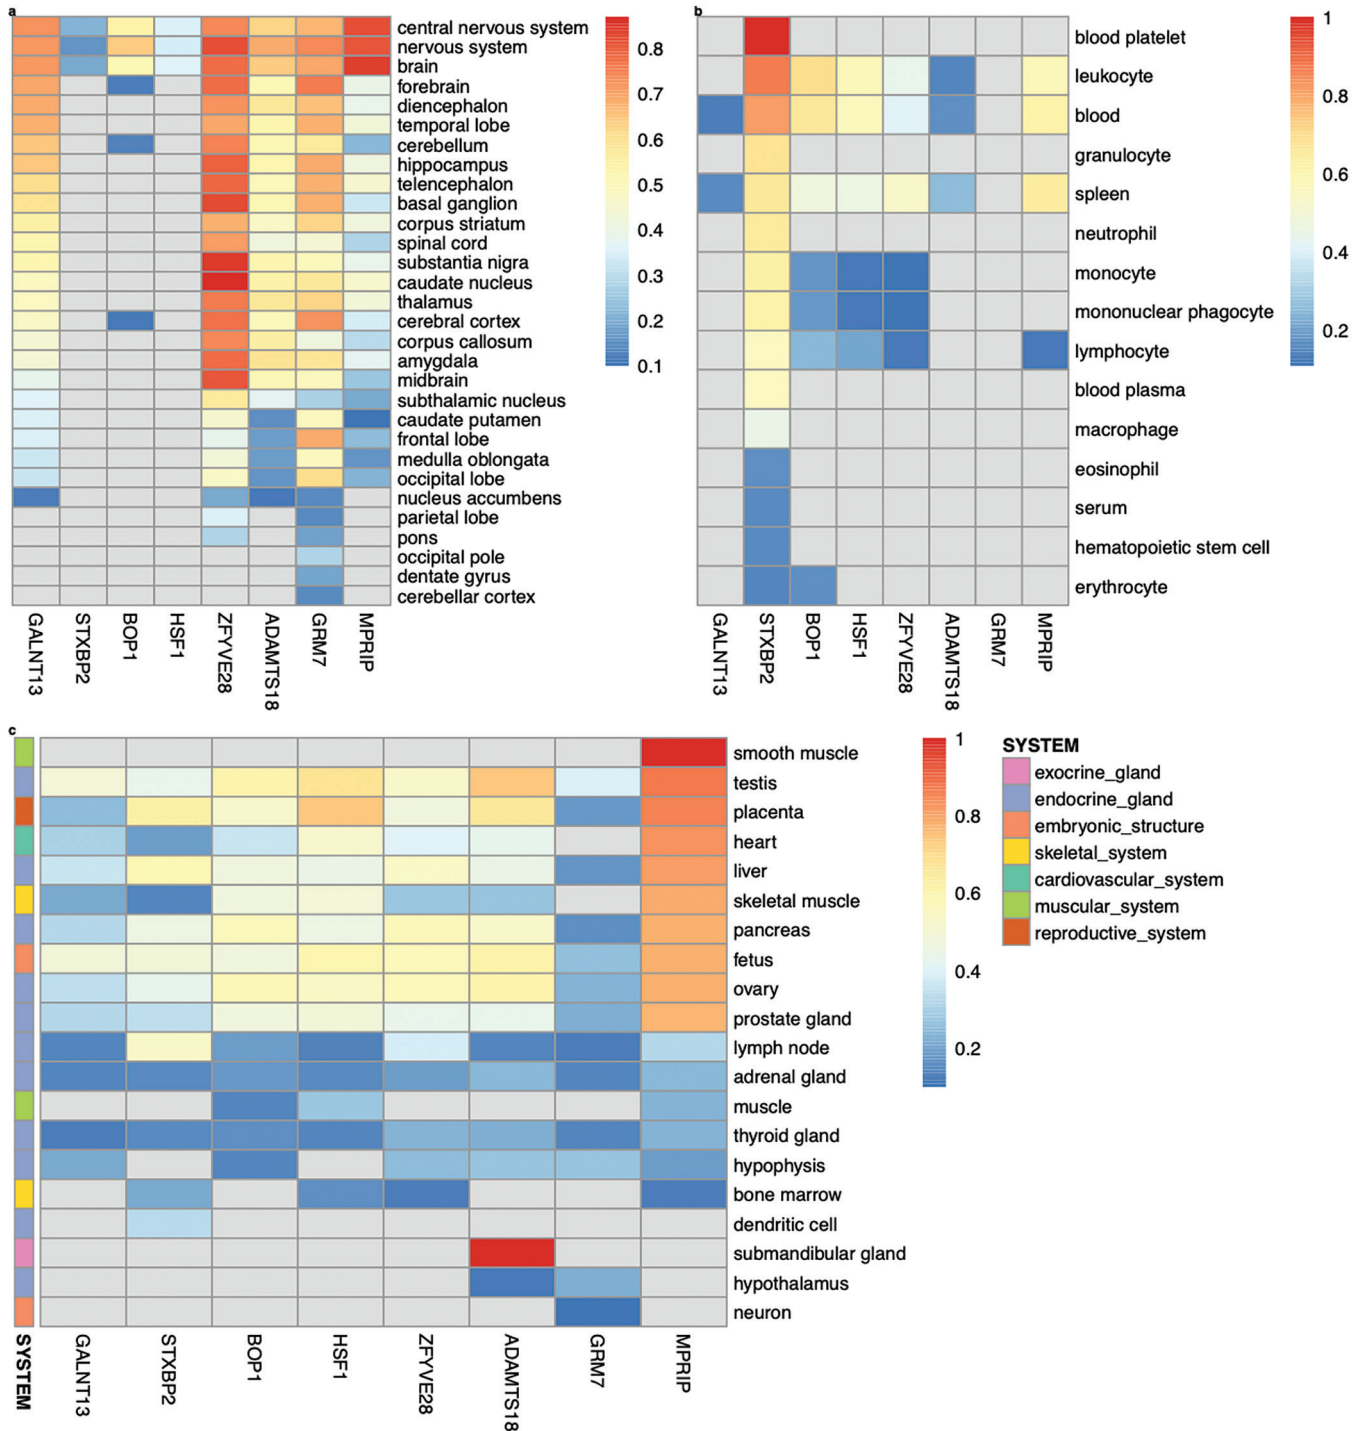 a
central nervous system
nervous system
brain
forebrain
diencephalon
temporal lobe
cerebellum
hippocampus
telencephalon
basal ganglion
corpus striatum
spinal cord
substantia nigra
caudate nucleus
thalamus
cerebral cortex
corpus callosum
amygdala
midbrain
subthalamic nucleus
caudate putamen
frontal lobe
medulla oblongata
occipital lobe
nucleus accumbens
parietal lobe
pons
occipital pole
dentate gyrus
cerebellar cortex
0.8
0.7
0.6
0.5
0.4
0.3
0.2
0.1
GALNT13
STXBP2
BOP1
HSF1
ZFYVE28
ADAMTS18
GRM7
MPRIP
b
blood platelet
leukocyte
blood
granulocyte
spleen
neutrophil
monocyte
mononuclear phagocyte
lymphocyte
blood plasma
macrophage
eosinophil
serum
hematopoietic stem cell
erythrocyte
1
0.8
0.6
0.4
0.2
GALNT13
STXBP2
BOP1
HSF1
ZFYVE28
ADAMTS18
GRM7
MPRIP
c
smooth muscle
testis
placenta
heart
liver
skeletal muscle
pancreas
fetus
ovary
prostate gland
lymph node
adrenal gland
muscle
thyroid gland
hypophysis
bone marrow
dendritic cell
submandibular gland
hypothalamus
neuron
1
0.8
0.6
0.4
0.2
SYSTEM
exocrine_gland
endocrine_gland
embryonic_structure
skeletal_system
cardiovascular_system
muscular_system
reproductive_system
SYSTEM
GALNT13
STXBP2
BOP1
HSF1
ZFYVE28
ADAMTS18
GRM7
MPRIP